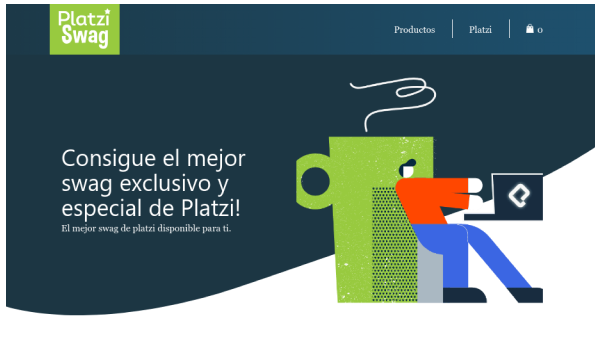 Platzi
Swag
Productos
Platzi
0
Consigue el mejor
swag exclusivo y
especial de Platzi!
El mejor swag de platzi disponible para ti.